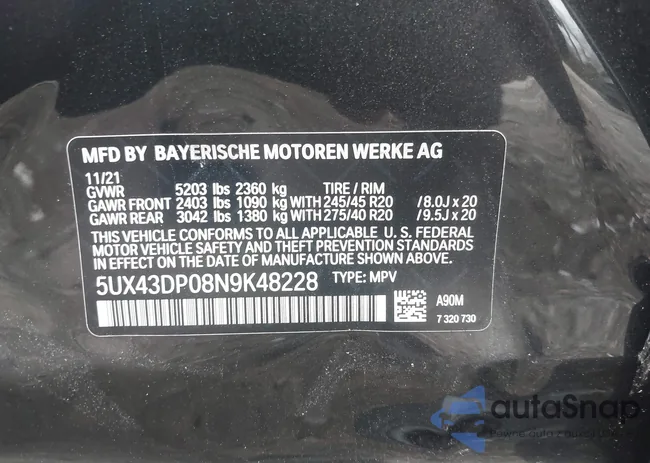 MFD BY BAYERISCHE MOTOREN WERKE AG
11/21
GVWR 5203 lbs 2360 kg TIRE / RIM
GAWR FRONT 2403 lbs 1090 kg WITH 245/45 R20 /8.0J x 20
GAWR REAR 3042 lbs 1380 kg WITH 275/40 R20 /9.5J x 20
THIS VEHICLE CONFORMS TO ALL APPLICABLE U. S. FEDERAL
MOTOR VEHICLE SAFETY AND THEFT PREVENTION STANDARDS
IN EFFECT ON THE DATE OF MANUFACTURE SHOWN ABOVE.
5UX43DP08N9K48228 TYPE: MPV
A90M
7 320 730
autaSnap